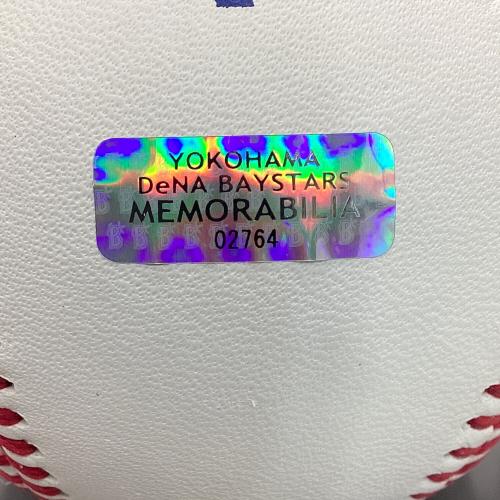 YOKOHAMA
DeNA BAYSTARS
MEMORABILIA
02764